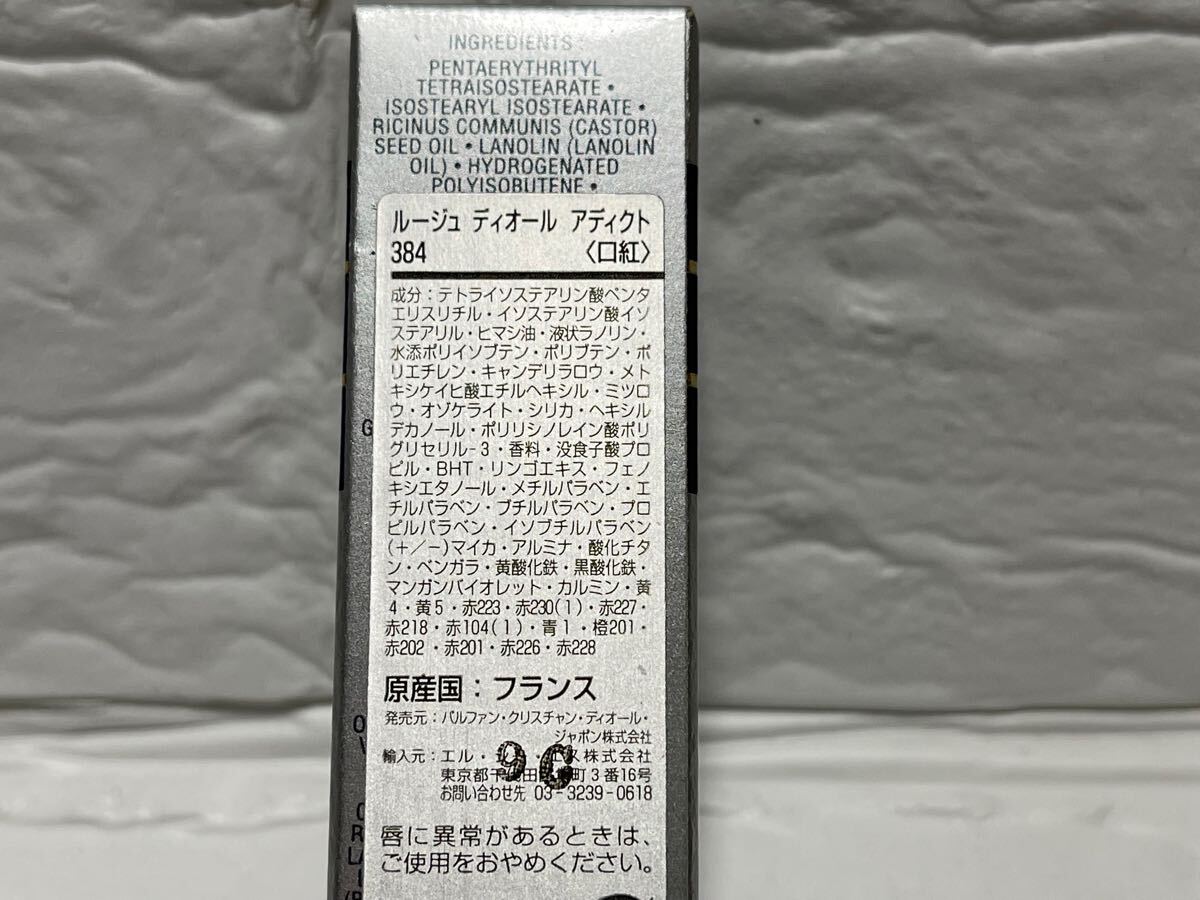 INGREDIENTS :
PENTAERYTHRITYL
TETRAISOSTEARATE •
ISOSTEARYL ISOSTEARATE •
RICINUS COMMUNIS (CASTOR)
SEED OIL • LANOLIN (LANOLIN
OIL) • HYDROGENATED
POLYISOBUTENE •
ルージュ ディオール アディクト
384 〈口紅〉
成分：テトライソステアリン酸ペンタ
エリスリチル・イソステアリン酸イソ
ステアリル・ヒマシ油・液状ラノリン・
水添ポリイソブテン・ポリブテン・ポ
リエチレン・キャンデリラロウ・メト
キシケイヒ酸エチルヘキシル・ミツロ
ウ・オゾケライト・シリカ・ヘキシル
デカノール・ポリリシノレイン酸ポリ
グリセリル-3・香料・没食子酸プロ
ピル・BHT・リンゴエキス・フェノ
キシエタノール・メチルパラベン・エ
チルパラベン・ブチルパラベン・プロ
ピルパラベン・イソブチルパラベン
(+/−)マイカ・アルミナ・酸化チタ
ン・ベンガラ・黄酸化鉄・黒酸化鉄・
マンガンバイオレット・カルミン・黄
4・黄5・赤223・赤230(1)・赤227・
赤218・赤104(1)・青1・橙201・
赤202・赤201・赤226・赤228
原産国：フランス
発売元：パルファン・クリスチャン・ディオール・
ジャポン株式会社
輸入元：エル・ス株式会社
9C
東京都千 田 町3番16号
お問い合わせ先 03-3239-0618
唇に異常があるときは、
ご使用をおやめください。